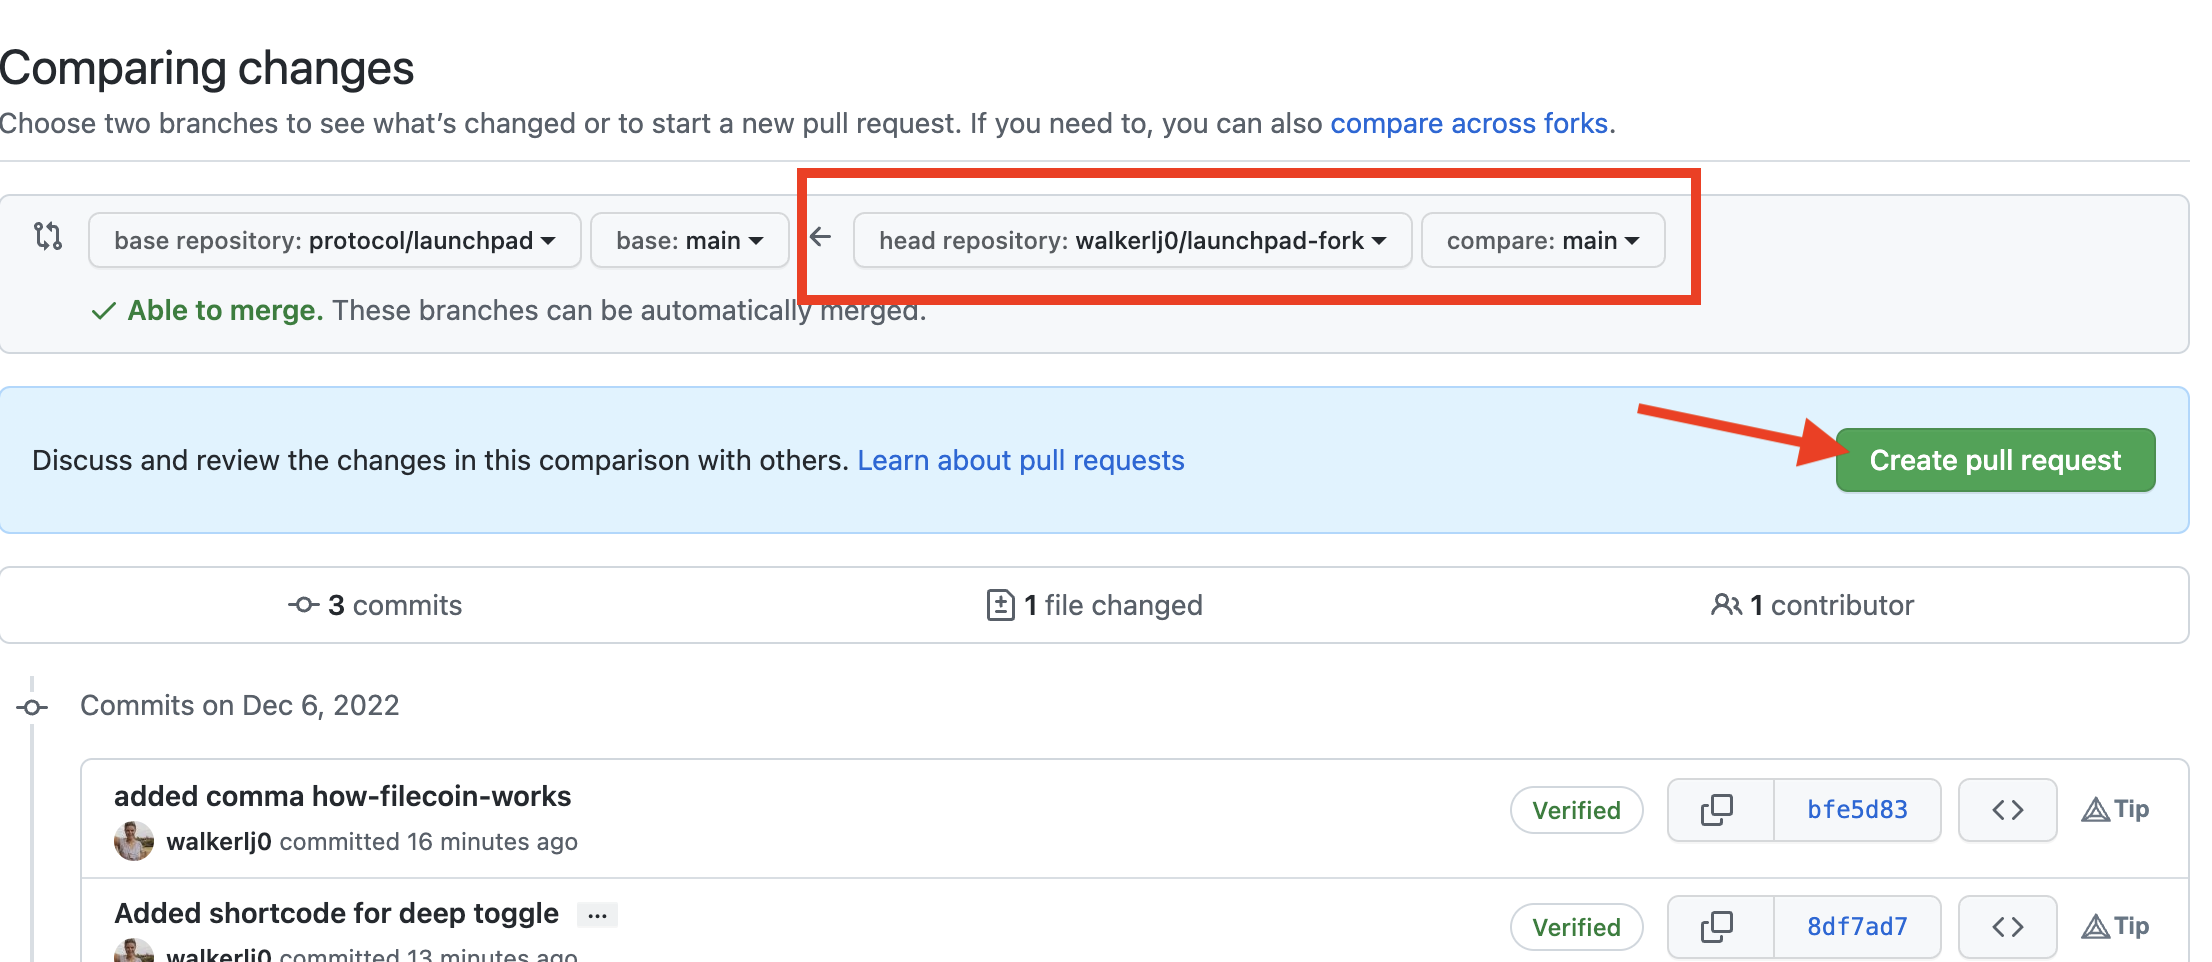 Comparing changes
Choose two branches to see what's changed or to start a new pull request. If you need to, you can also compare across forks.
base repository: protocol/launchpad base: main head repository: walkerlj0/launchpad-fork compare: main
Able to merge. These branches can be automatically merged.
Discuss and review the changes in this comparison with others. Learn about pull requests Create pull request
3 commits 1 file changed 1 contributor
Commits on Dec 6, 2022
added comma how-filecoin-works Verified bfe5d83 Tip
walkerlj0 committed 16 minutes ago
Added shortcode for deep toggle ... Verified 8df7ad7 Tip
walkerlj0 committed 13 minutes ago